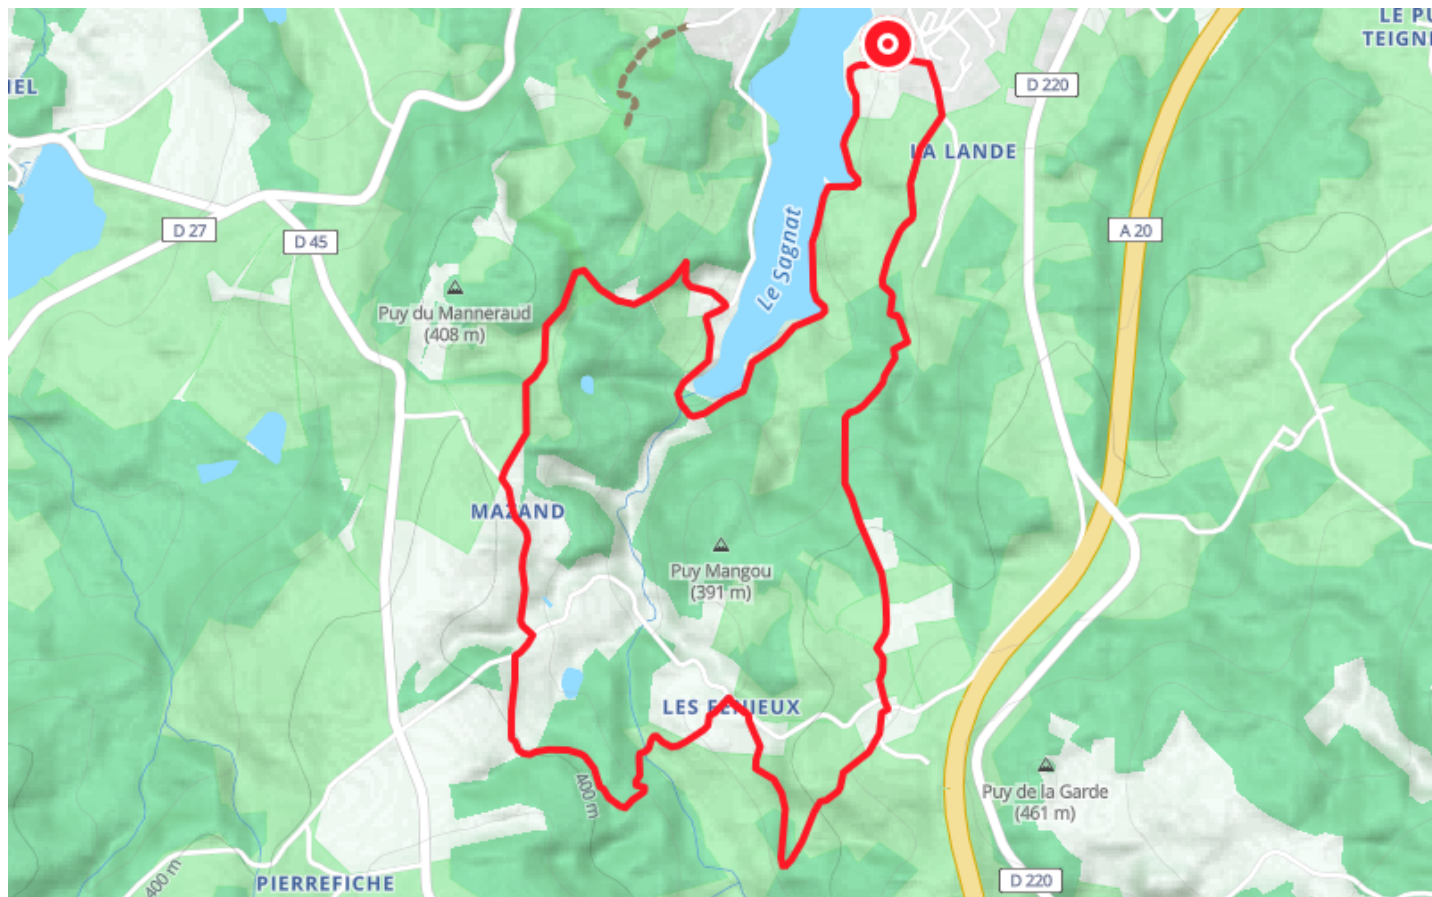 LE PU
TEIGN
IEL
D 220
LA LANDE
D 27
D 45
A 20
Le Sagnat
Puy du Manneraud
(408 m)
MAZAND
Puy Mangou
(391 m)
LES FENIEUX
400 m
Puy de la Garde
(461 m)
400 m
PIERREFICHE
D 220